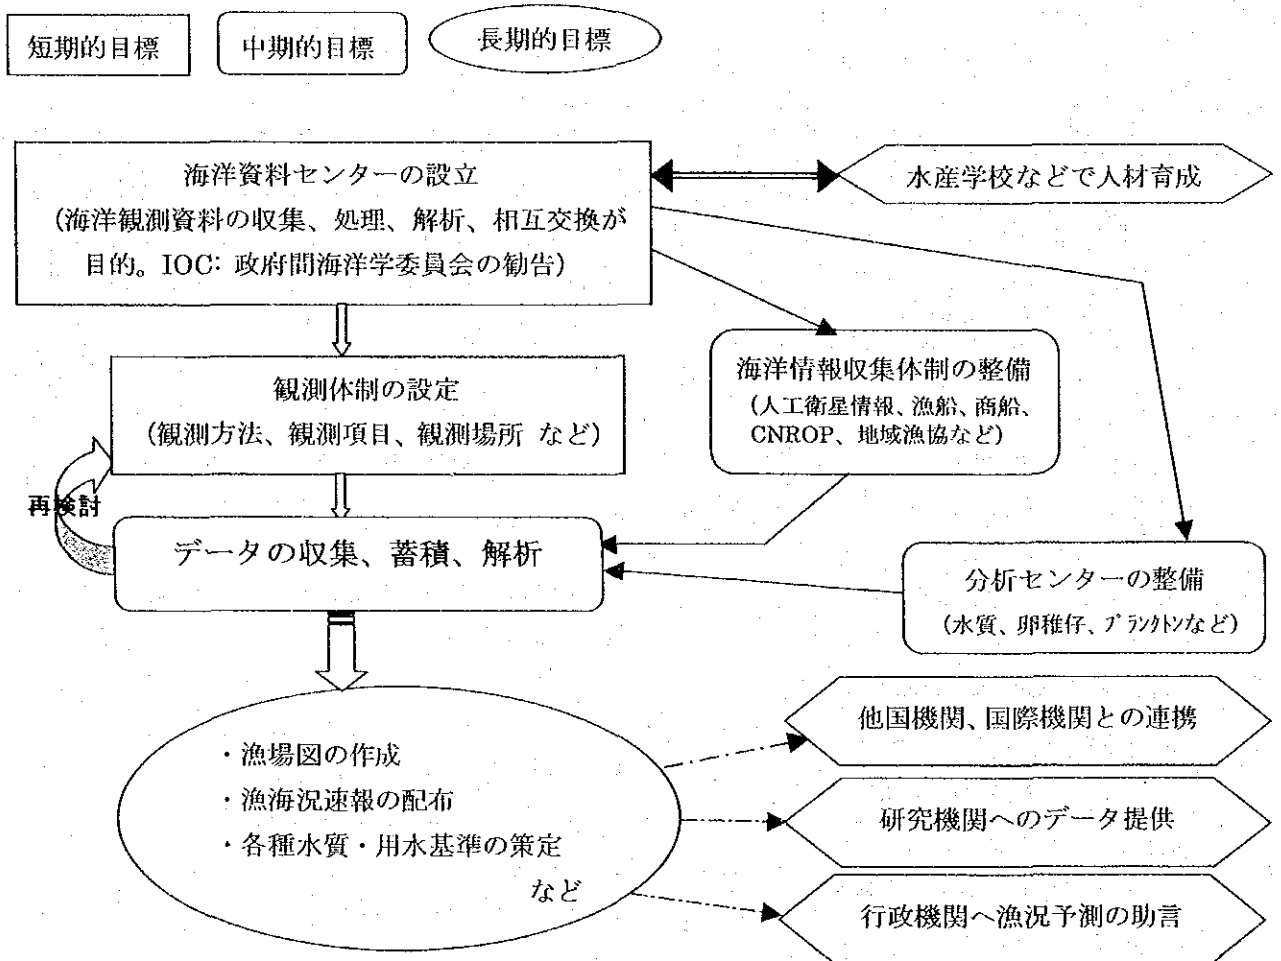 短期的目標
中期的目標
長期的目標
海洋資料センターの設立
(海洋観測資料の収集、処理、解析、相互交換が
目的。IOC: 政府間海洋学委員会の勧告)
水産学校などで人材育成
観測体制の設定
(観測方法、観測項目、観測場所 など)
海洋情報収集体制の整備
(人工衛星情報、漁船、商船、
CNROP、地域漁協など)
再検討
データの収集、蓄積、解析
分析センターの整備
(水質、卵稚仔、プランクトンなど)
・漁場図の作成
・漁海況速報の配布
・各種水質・用水基準の策定
など
他国機関、国際機関との連携
研究機関へのデータ提供
行政機関へ漁況予測の助言